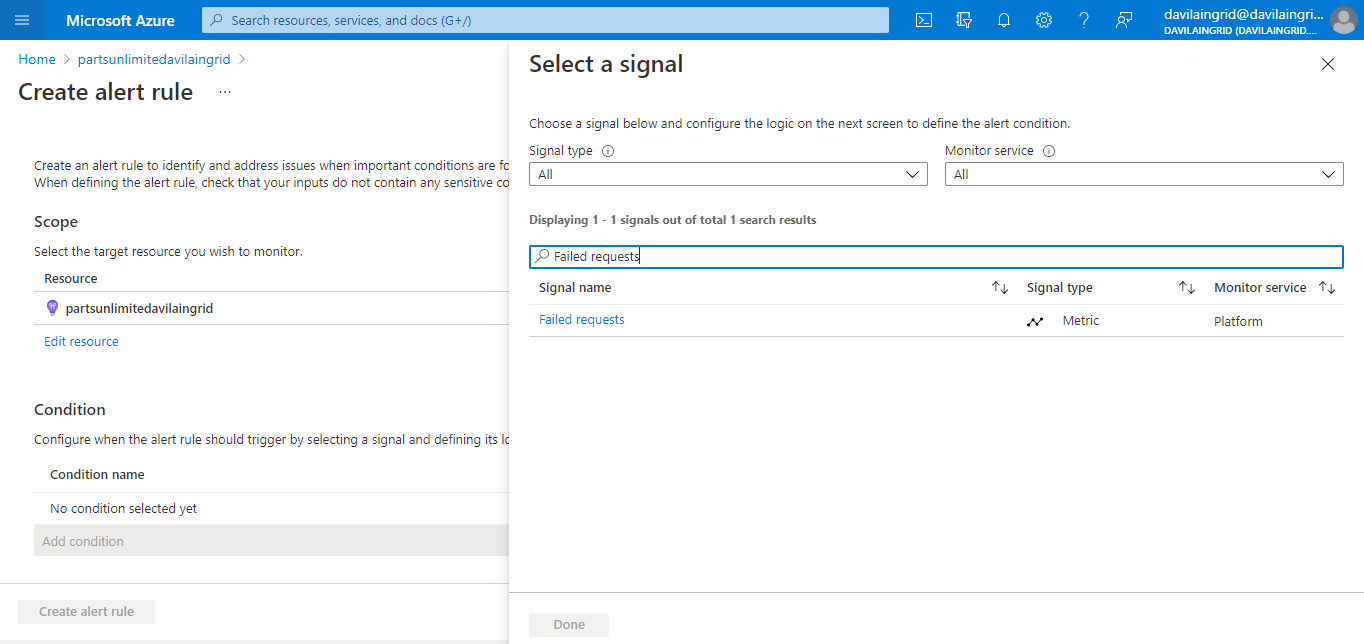 Microsoft Azure
Search resources, services, and docs (G+/)
davilaingrid@davilaingri...
DAVILAINGRID (DAVILAINGRID....
Home > partsunlimiteddavilaingrid >
Create alert rule ...
Create an alert rule to identify and address issues when important conditions are fo
When defining the alert rule, check that your inputs do not contain any sensitive co
Scope
Select the target resource you wish to monitor.
Resource
partsunlimitedavilaingrid
Edit resource
Condition
Configure when the alert rule should trigger by selecting a signal and defining its lo
Condition name
No condition selected yet
Add condition
Create alert rule
Select a signal
Choose a signal below and configure the logic on the next screen to define the alert condition.
Signal type
Monitor service
All
All
Displaying 1 - 1 signals out of total 1 search results
Failed requests
Signal name Signal type Monitor service
Failed requests Metric Platform
Done